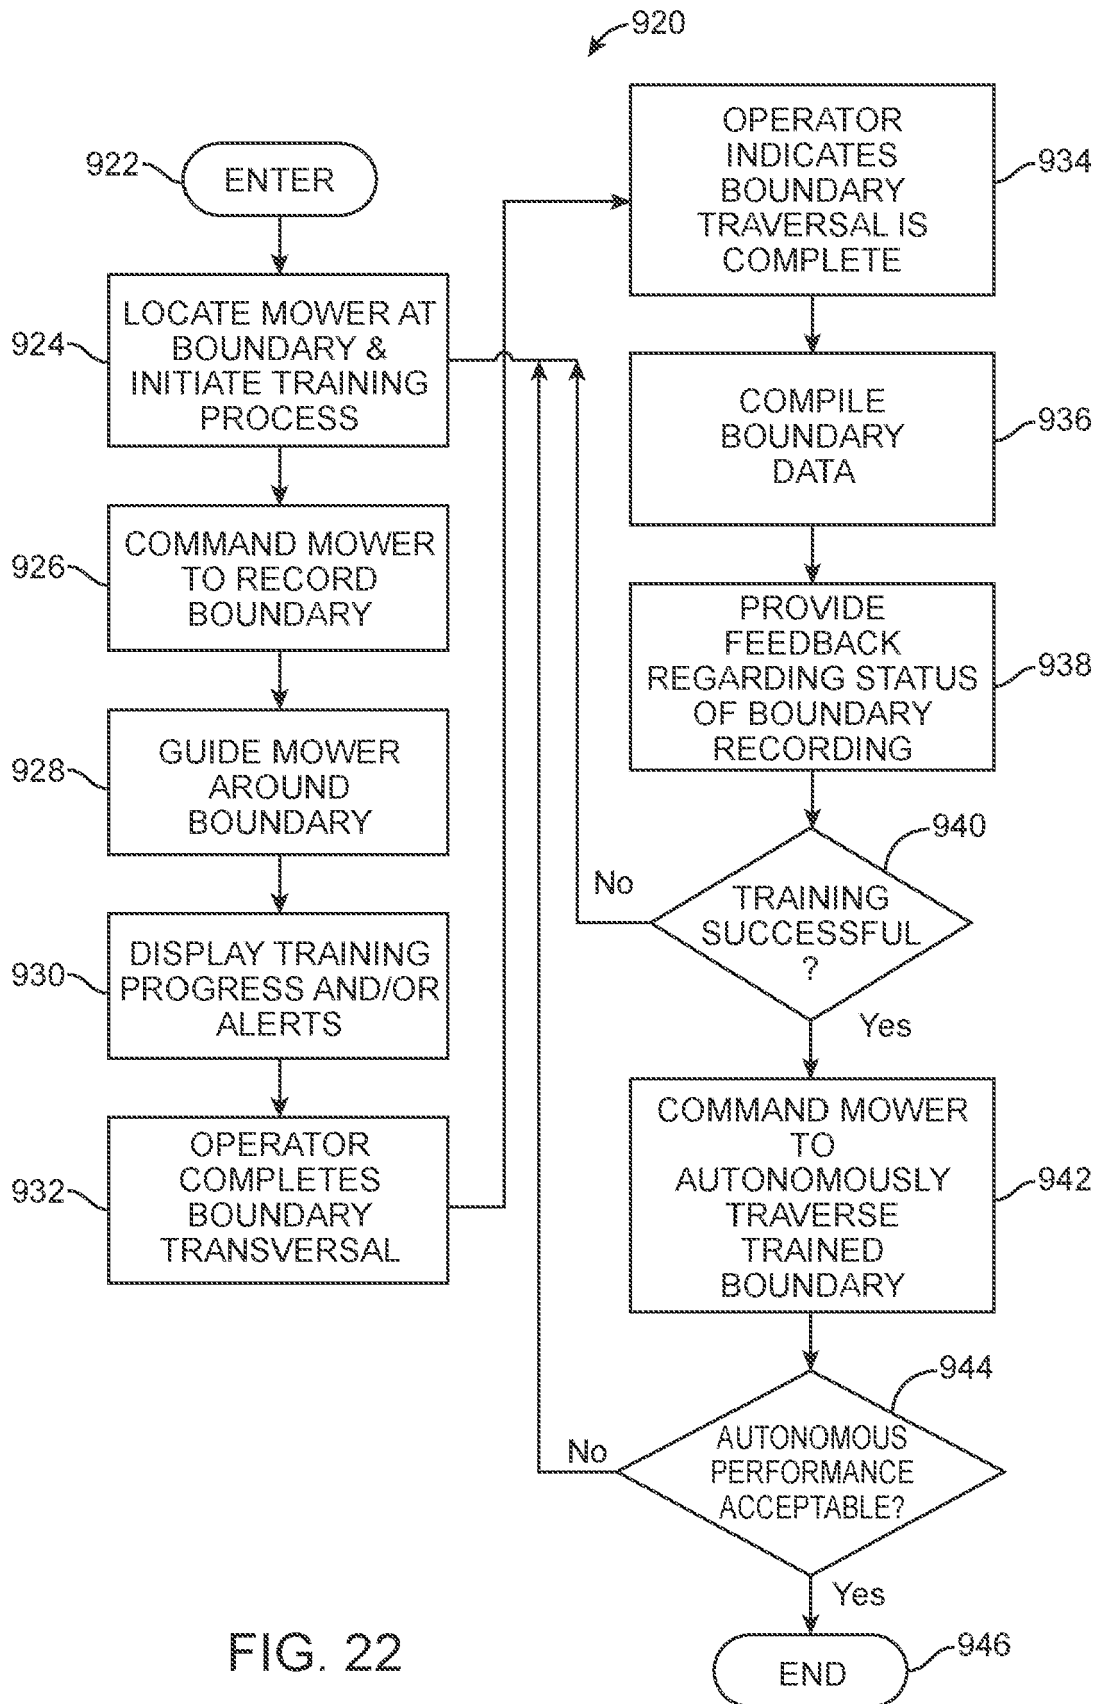 920
922
ENTER
924
LOCATE MOWER AT
BOUNDARY &
INITIATE TRAINING
PROCESS
926
COMMAND MOWER
TO RECORD
BOUNDARY
928
GUIDE MOWER
AROUND
BOUNDARY
930
DISPLAY TRAINING
PROGRESS AND/OR
ALERTS
932
OPERATOR
COMPLETES
BOUNDARY
TRANSVERSAL
OPERATOR
INDICATES
BOUNDARY
TRAVERSAL IS
COMPLETE
934
COMPILE
BOUNDARY
DATA
936
PROVIDE
FEEDBACK
REGARDING STATUS
OF BOUNDARY
RECORDING
938
940
No
TRAINING
SUCCESSFUL
?
Yes
COMMAND MOWER
TO
AUTONOMOUSLY
TRAVERSE
TRAINED
BOUNDARY
942
944
No
AUTONOMOUS
PERFORMANCE
ACCEPTABLE?
Yes
END
946
FIG. 22